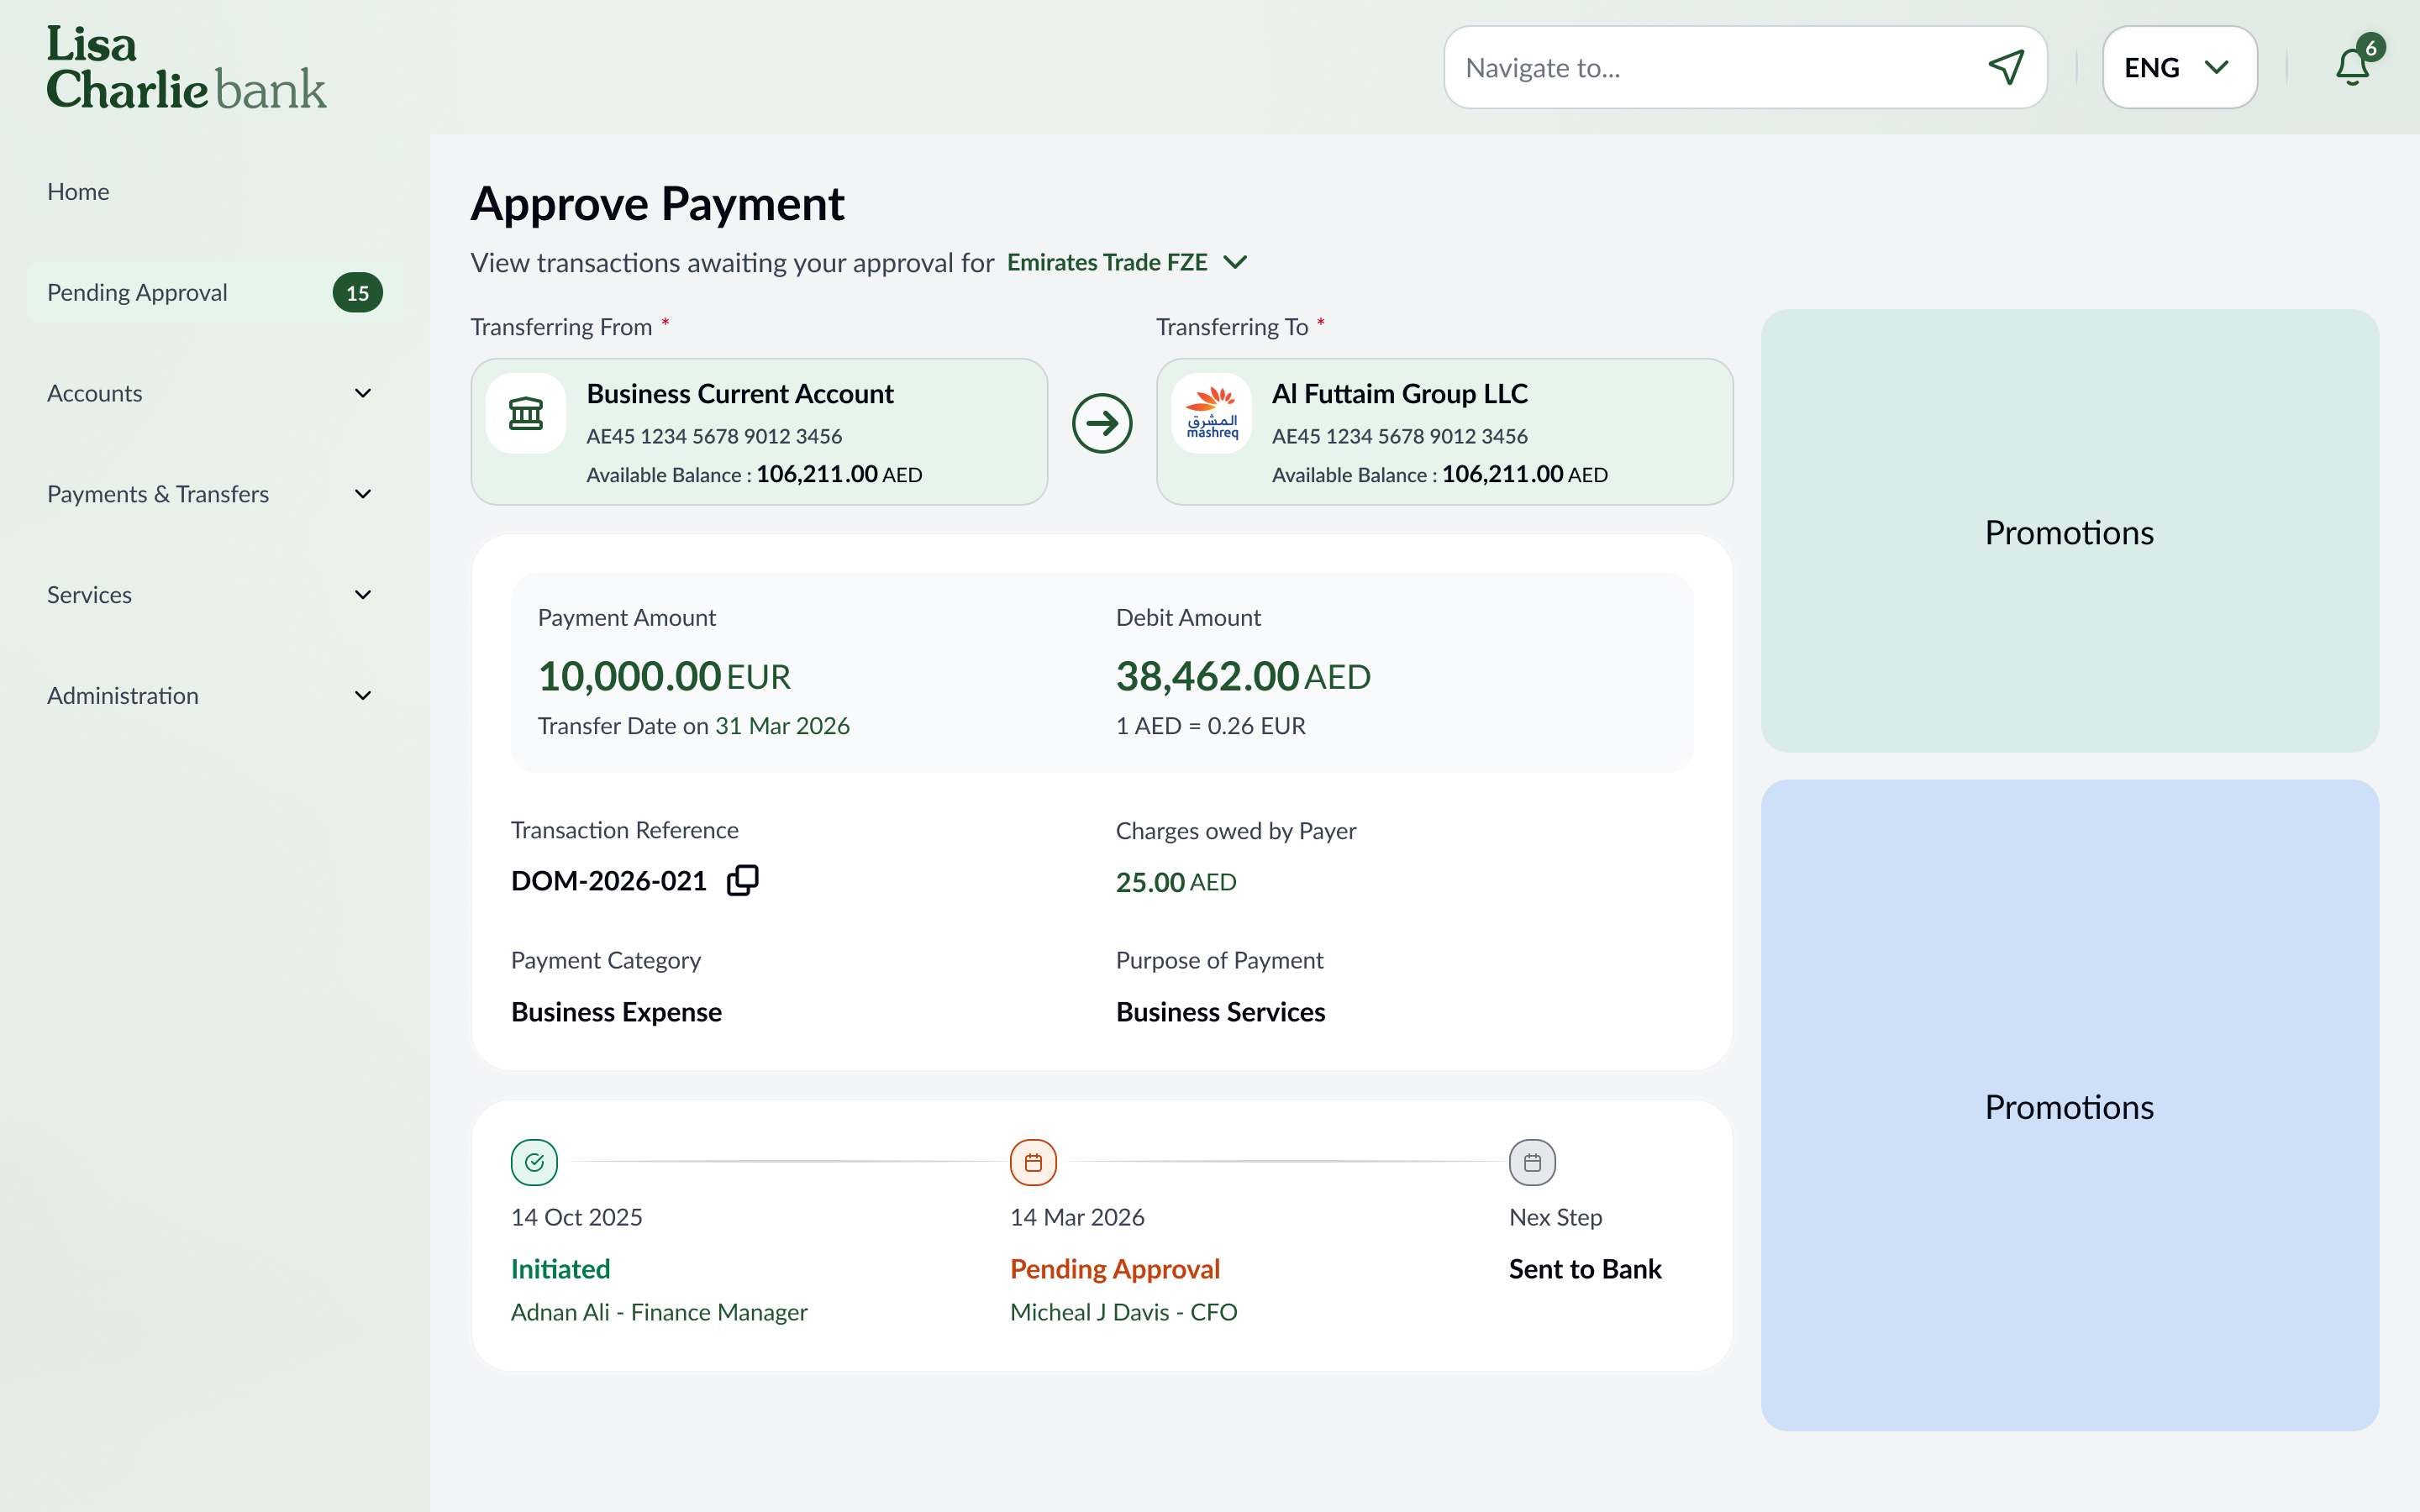 Lisa
Charlie bank
Navigate to...
ENG
6
Home
Pending Approval
15
Accounts
Payments & Transfers
Services
Administration
Approve Payment
View transactions awaiting your approval for Emirates Trade FZE
Transferring From *
Business Current Account
AE45 1234 5678 9012 3456
Available Balance : 106,211.00 AED
Transferring To *
المشرق
mashreq
Al Futtaim Group LLC
AE45 1234 5678 9012 3456
Available Balance : 106,211.00 AED
Payment Amount
10,000.00 EUR
Transfer Date on 31 Mar 2026
Debit Amount
38,462.00 AED
1 AED = 0.26 EUR
Transaction Reference
DOM-2026-021
Charges owed by Payer
25.00 AED
Payment Category
Business Expense
Purpose of Payment
Business Services
14 Oct 2025
Initiated
Adnan Ali - Finance Manager
14 Mar 2026
Pending Approval
Micheal J Davis - CFO
Nex Step
Sent to Bank
Promotions
Promotions